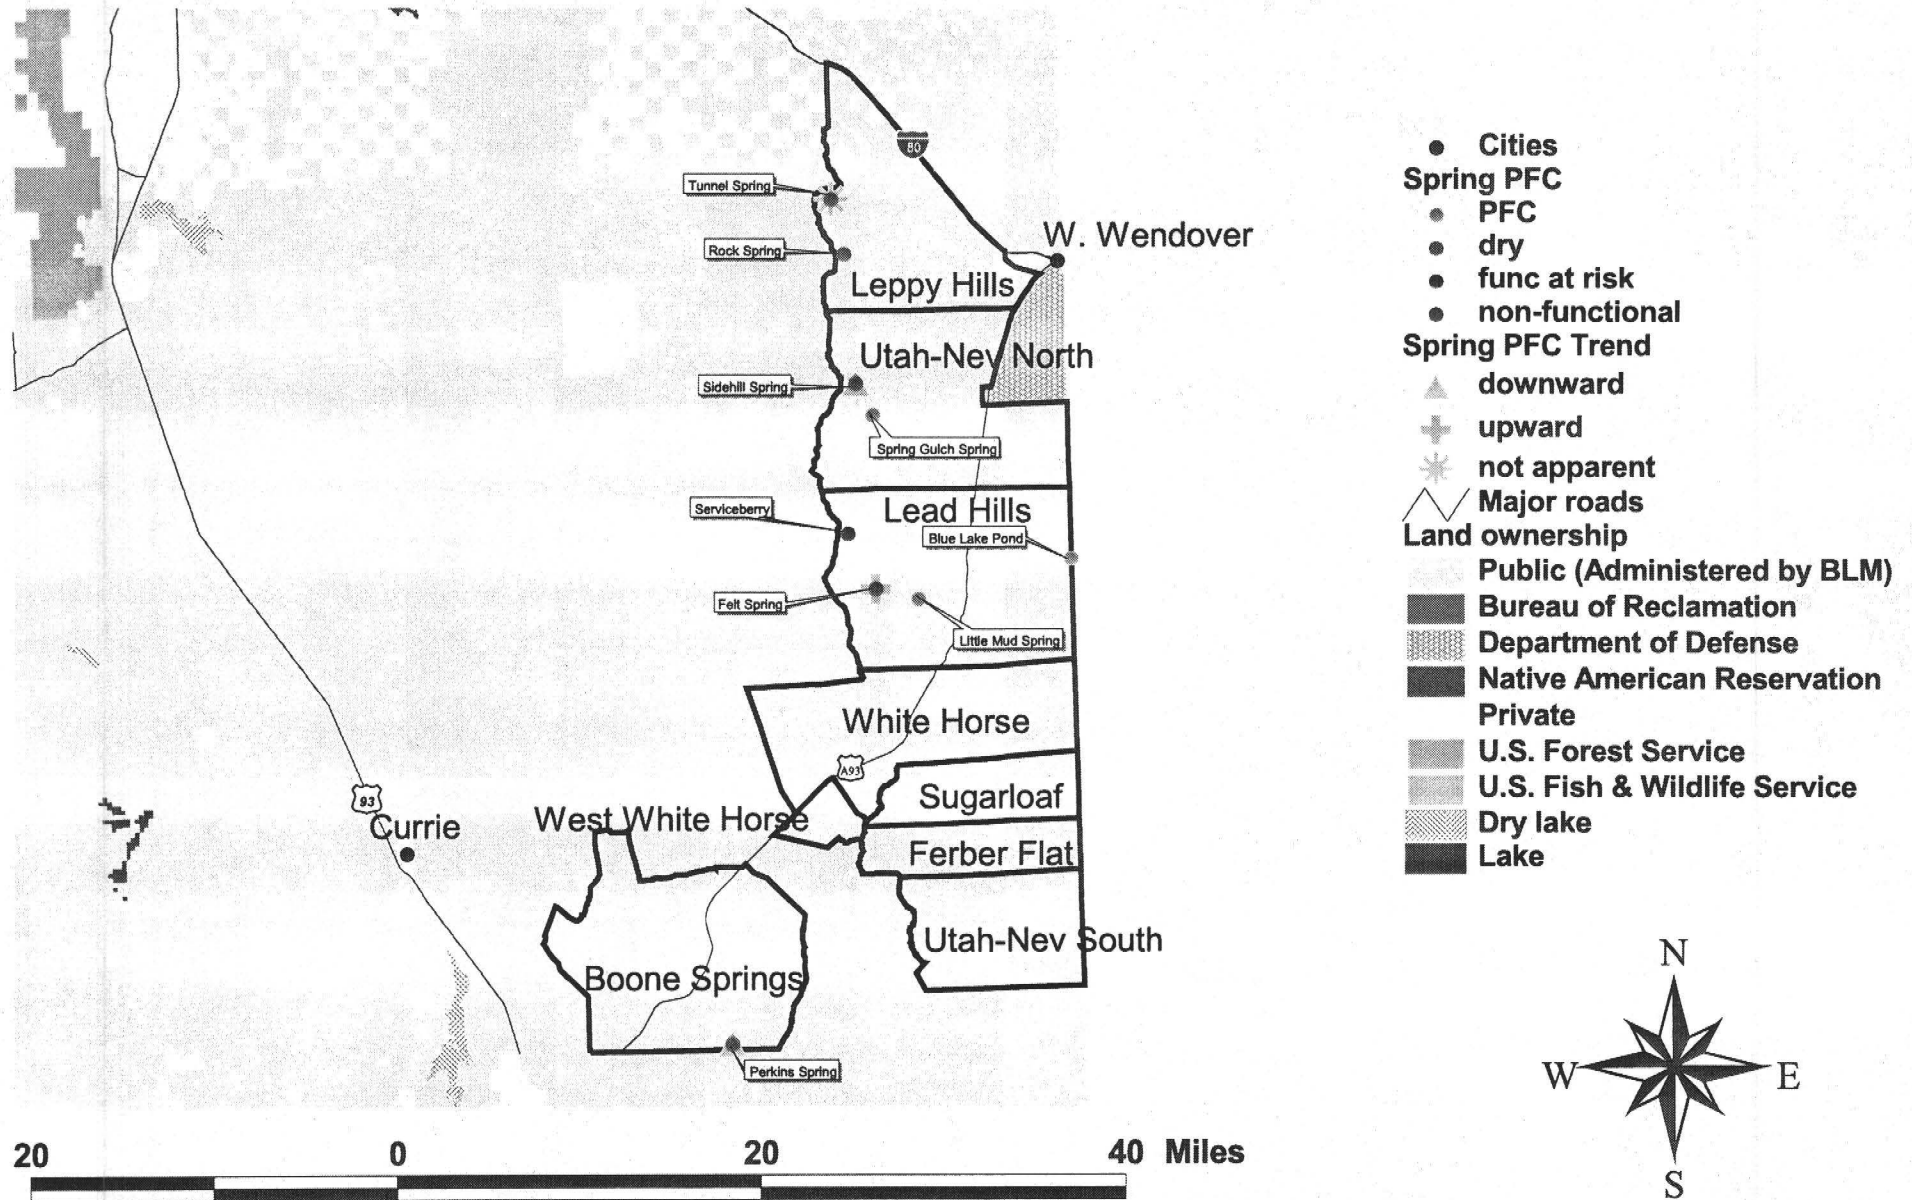 80
Tunnel Spring
W. Wendover
Rock Spring
Leppy Hills
Utah-Nev North
Sidehill Spring
Spring Gulch Spring
Serviceberry
Lead Hills
Blue Lake Pond
Felt Spring
Little Mud Spring
White Horse
A93
93
Sugarloaf
West White Horse
Currie
Ferber Flat
Utah-Nev South
Boone Springs
Perkins Spring
20 0 20 40 Miles
Cities
Spring PFC
PFC
dry
func at risk
non-functional
Spring PFC Trend
downward
upward
not apparent
Major roads
Land ownership
Public (Administered by BLM)
Bureau of Reclamation
Department of Defense
Native American Reservation
Private
U.S. Forest Service
U.S. Fish & Wildlife Service
Dry lake
Lake
N
W E
S